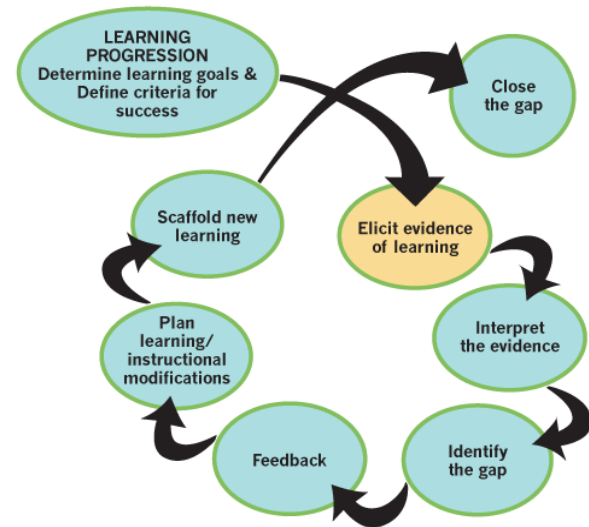 LEARNING
PROGRESSION
Determine learning goals &
Define criteria for
success
Close
the gap
Scaffold new
learning
Elicit evidence
of learning
Plan
learning/
instructional
modifications
Interpret
the evidence
Feedback
Identify
the gap